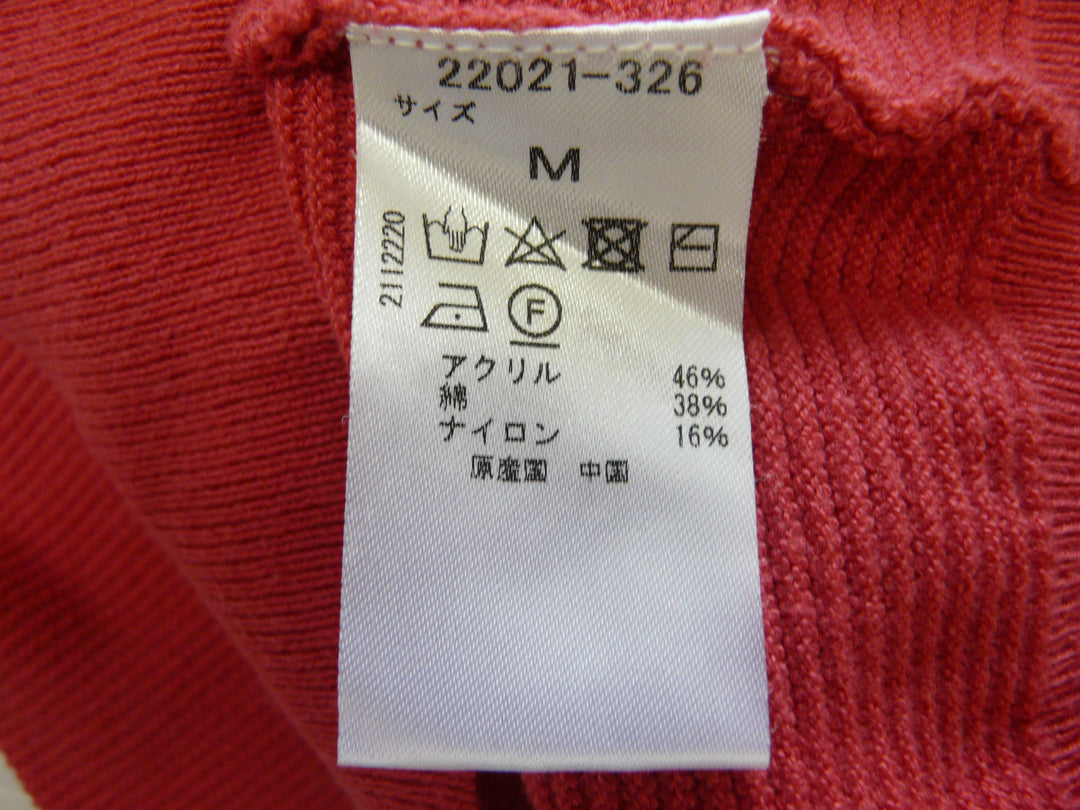 22021-326
サイズ
M
2112220
F
アクリル 46%
綿 38%
ナイロン 16%
原産国 中国